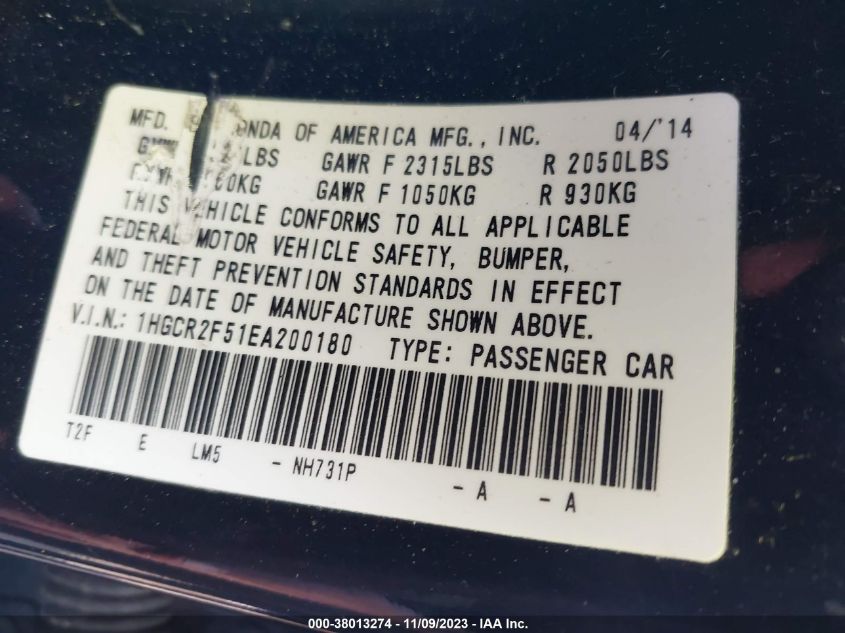 MFD. ONDA OF AMERICA MFG., INC. 04/'14
LBS GAWR F 2315LBS R 2050LBS
KG GAWR F 1050KG R 930KG
THIS VEHICLE CONFORMS TO ALL APPLICABLE
FEDERAL MOTOR VEHICLE SAFETY, BUMPER,
AND THEFT PREVENTION STANDARDS IN EFFECT
ON THE DATE OF MANUFACTURE SHOWN ABOVE.
V.I.N.: 1HGCR2F51EA200180 TYPE: PASSENGER CAR
T2F E LM5 - NH731P - A - A
000-38013274 - 11/09/2023 - IAA Inc.